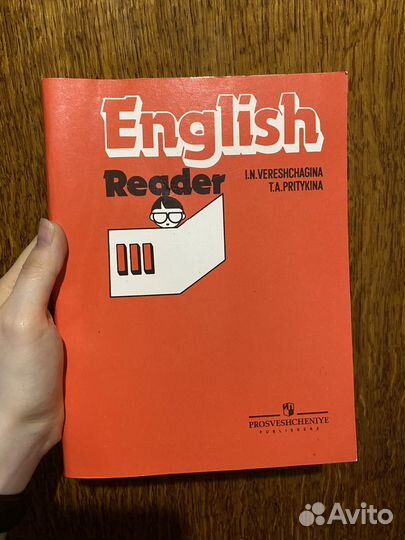 English
Reader
I.N.VERESHCHAGINA
T.A.PRITYKINA
III
PROSVESHCHENIYE
PUBLISHERS
Avito